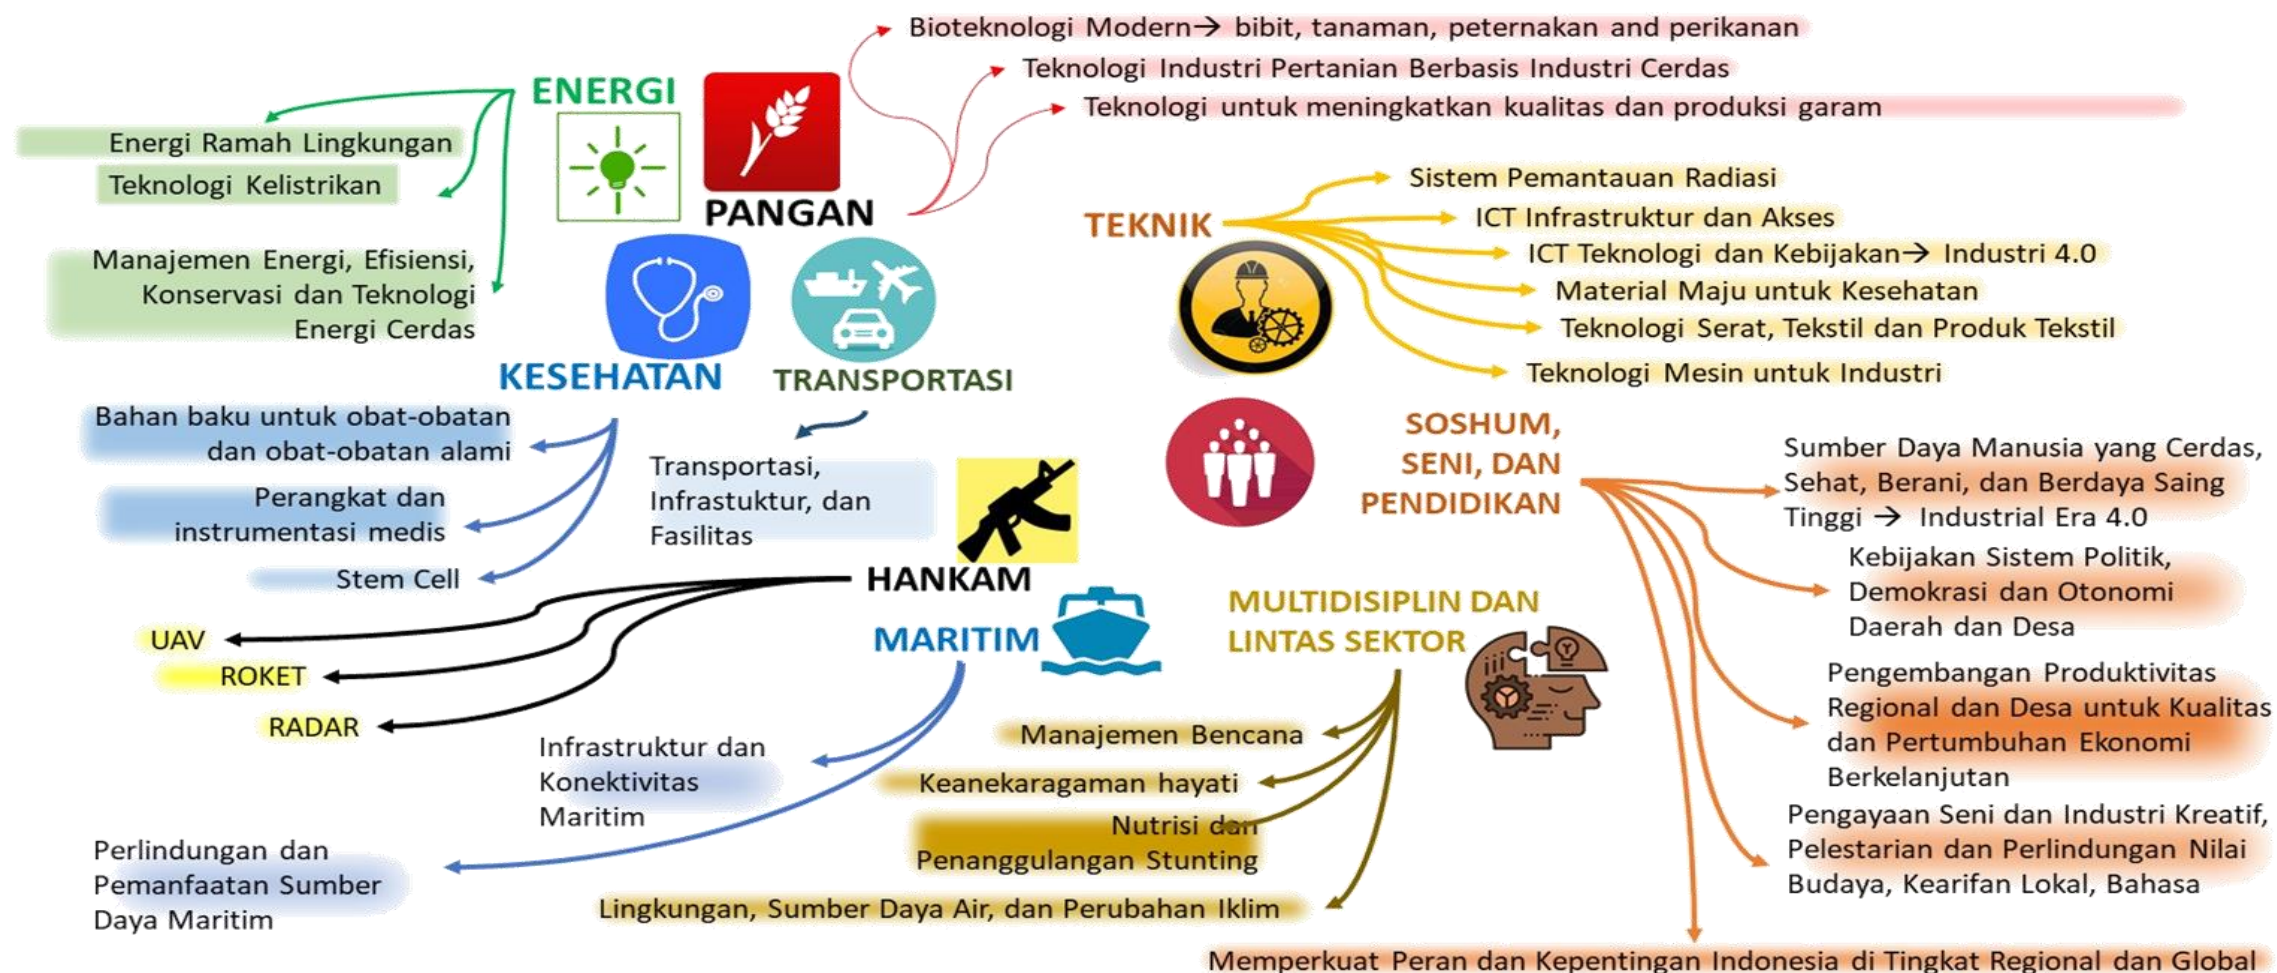 ENERGI
Energi Ramah Lingkungan
Teknologi Kelistrikan
Manajemen Energi, Efisiensi,
Konservasi dan Teknologi
Energi Cerdas
PANGAN
Bioteknologi Modern→ bibit, tanaman, peternakan and perikanan
Teknologi Industri Pertanian Berbasis Industri Cerdas
Teknologi untuk meningkatkan kualitas dan produksi garam
TEKNIK
Sistem Pemantauan Radiasi
ICT Infrastruktur dan Akses
ICT Teknologi dan Kebijakan→ Industri 4.0
Material Maju untuk Kesehatan
Teknologi Serat, Tekstil dan Produk Tekstil
Teknologi Mesin untuk Industri
KESEHATAN
Bahan baku untuk obat-obatan
dan obat-obatan alami
Perangkat dan
instrumentasi medis
Stem Cell
TRANSPORTASI
Transportasi,
Infrastuktur, dan
Fasilitas
HANKAM
UAV
ROKET
RADAR
MARITIM
Infrastruktur dan
Konektivitas
Maritim
Perlindungan dan
Pemanfaatan Sumber
Daya Maritim
MULTIDISIPLIN DAN
LINTAS SEKTOR
Manajemen Bencana
Keanekaragaman hayati
Nutrisi dan
Penanggulangan Stunting
Lingkungan, Sumber Daya Air, dan Perubahan Iklim
SOSHUM,
SENI, DAN
PENDIDIKAN
Sumber Daya Manusia yang Cerdas,
Sehat, Berani, dan Berdaya Saing
Tinggi → Industrial Era 4.0
Kebijakan Sistem Politik,
Demokrasi dan Otonomi
Daerah dan Desa
Pengembangan Produktivitas
Regional dan Desa untuk Kualitas
dan Pertumbuhan Ekonomi
Berkelanjutan
Pengayaan Seni dan Industri Kreatif,
Pelestarian dan Perlindungan Nilai
Budaya, Kearifan Lokal, Bahasa
Memperkuat Peran dan Kepentingan Indonesia di Tingkat Regional dan Global